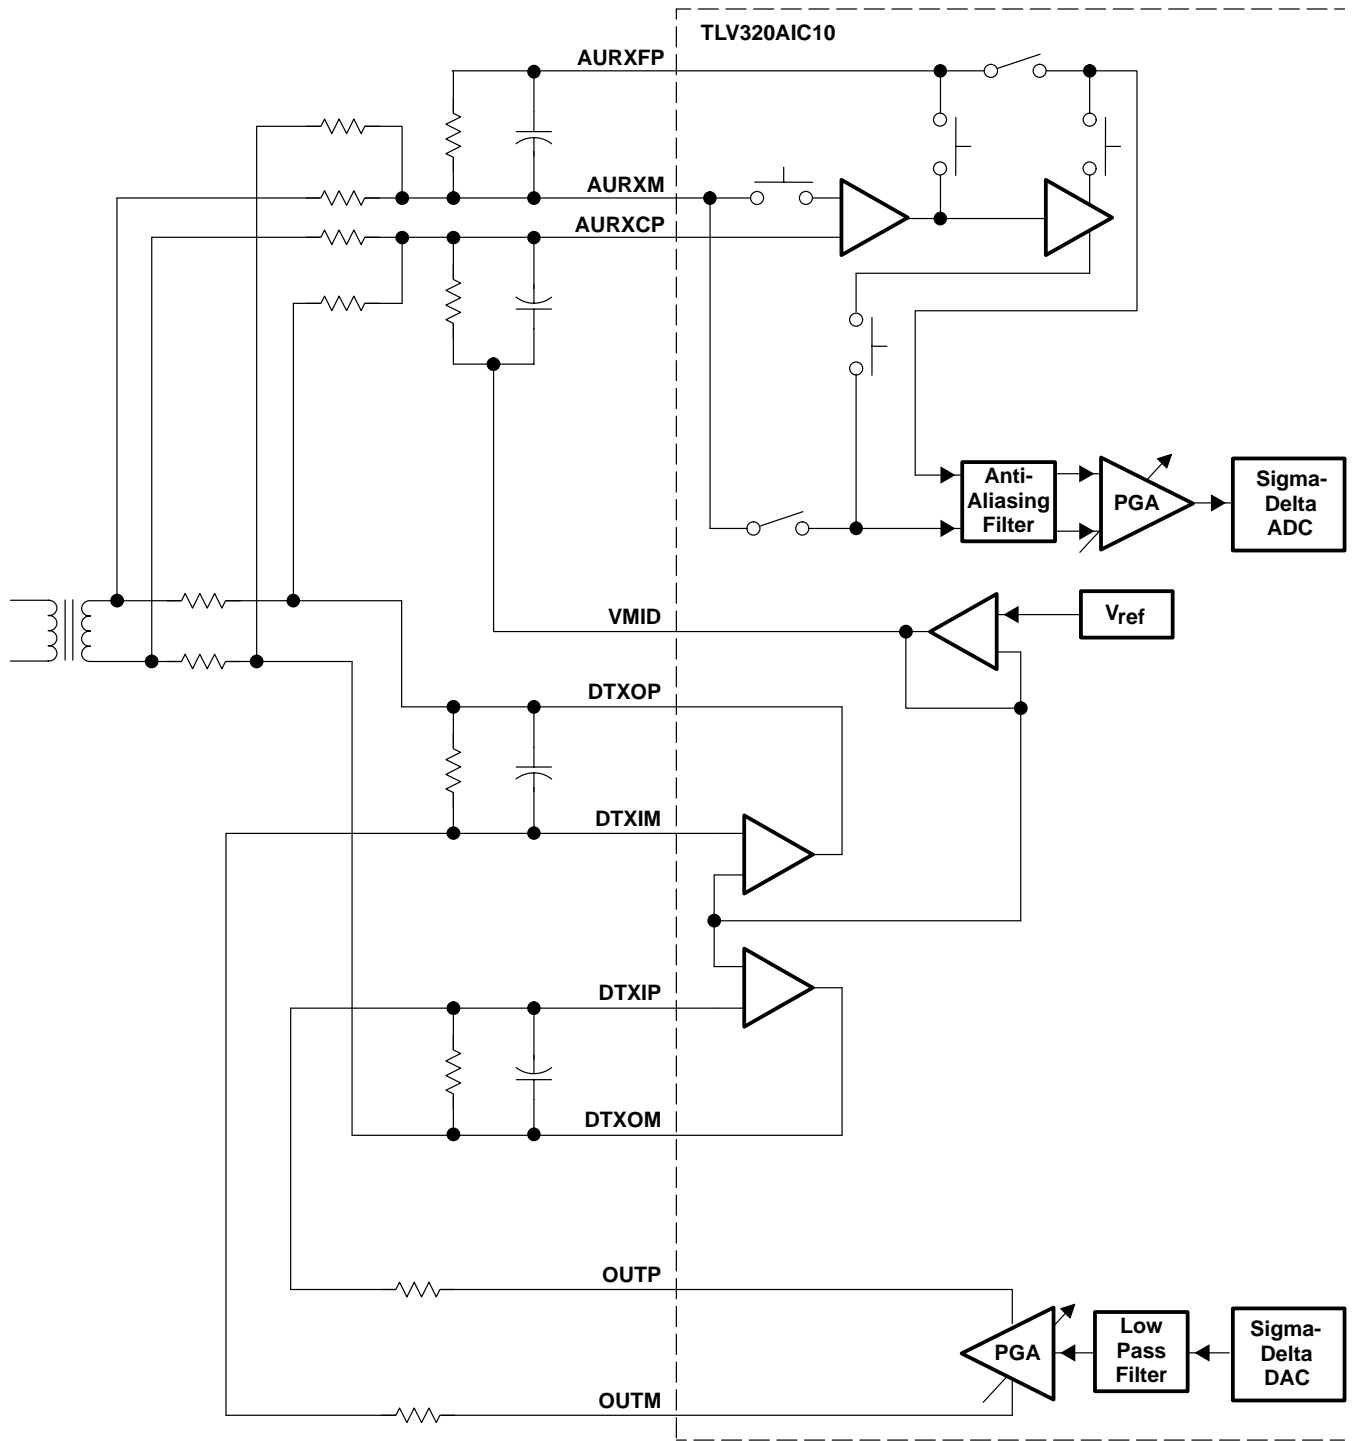 TLV320AIC10
AURXFP
AURXM
AURXCP
Anti-
Aliasing
Filter
PGA
Sigma-
Delta
ADC
VMID
Vref
DTXOP
DTXIM
DTXIP
DTXOM
OUTP
PGA
Low
Pass
Filter
Sigma-
Delta
DAC
OUTM